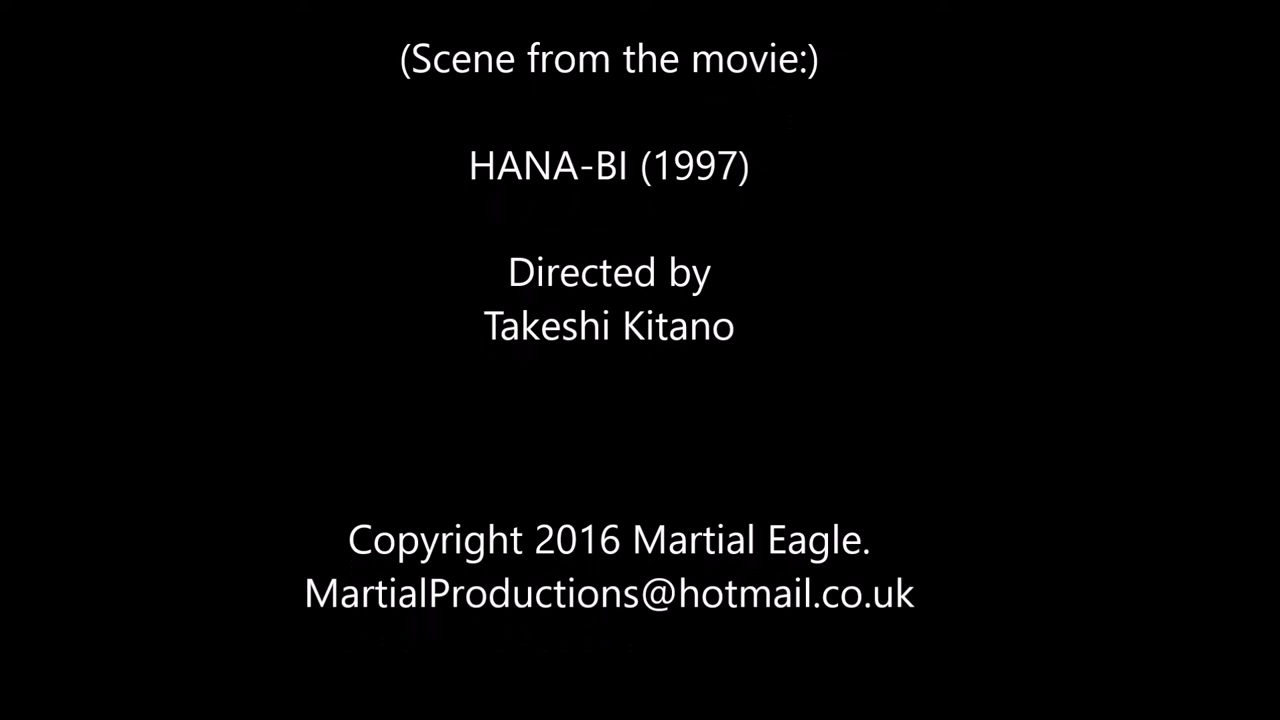 (Scene from the movie:)
HANA-BI (1997)
Directed by
Takeshi Kitano
Copyright 2016 Martial Eagle.
MartialProductions@hotmail.co.uk